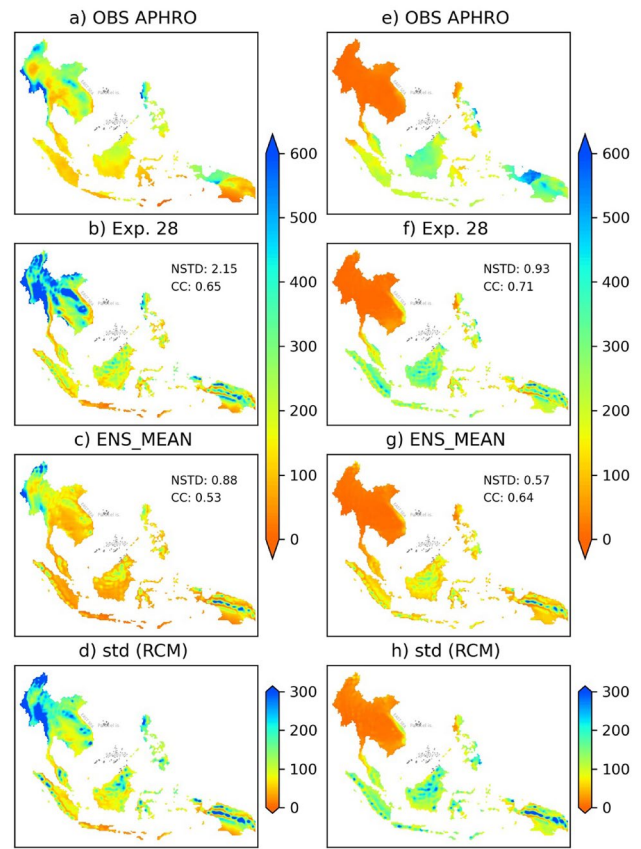 a) OBS APHRO
e) OBS APHRO
600
500
400
300
200
100
0
600
500
400
300
200
100
0
b) Exp. 28
NSTD: 2.15
CC: 0.65
f) Exp. 28
NSTD: 0.93
CC: 0.71
c) ENS_MEAN
NSTD: 0.88
CC: 0.53
g) ENS_MEAN
NSTD: 0.57
CC: 0.64
d) std (RCM)
300
200
100
0
h) std (RCM)
300
200
100
0